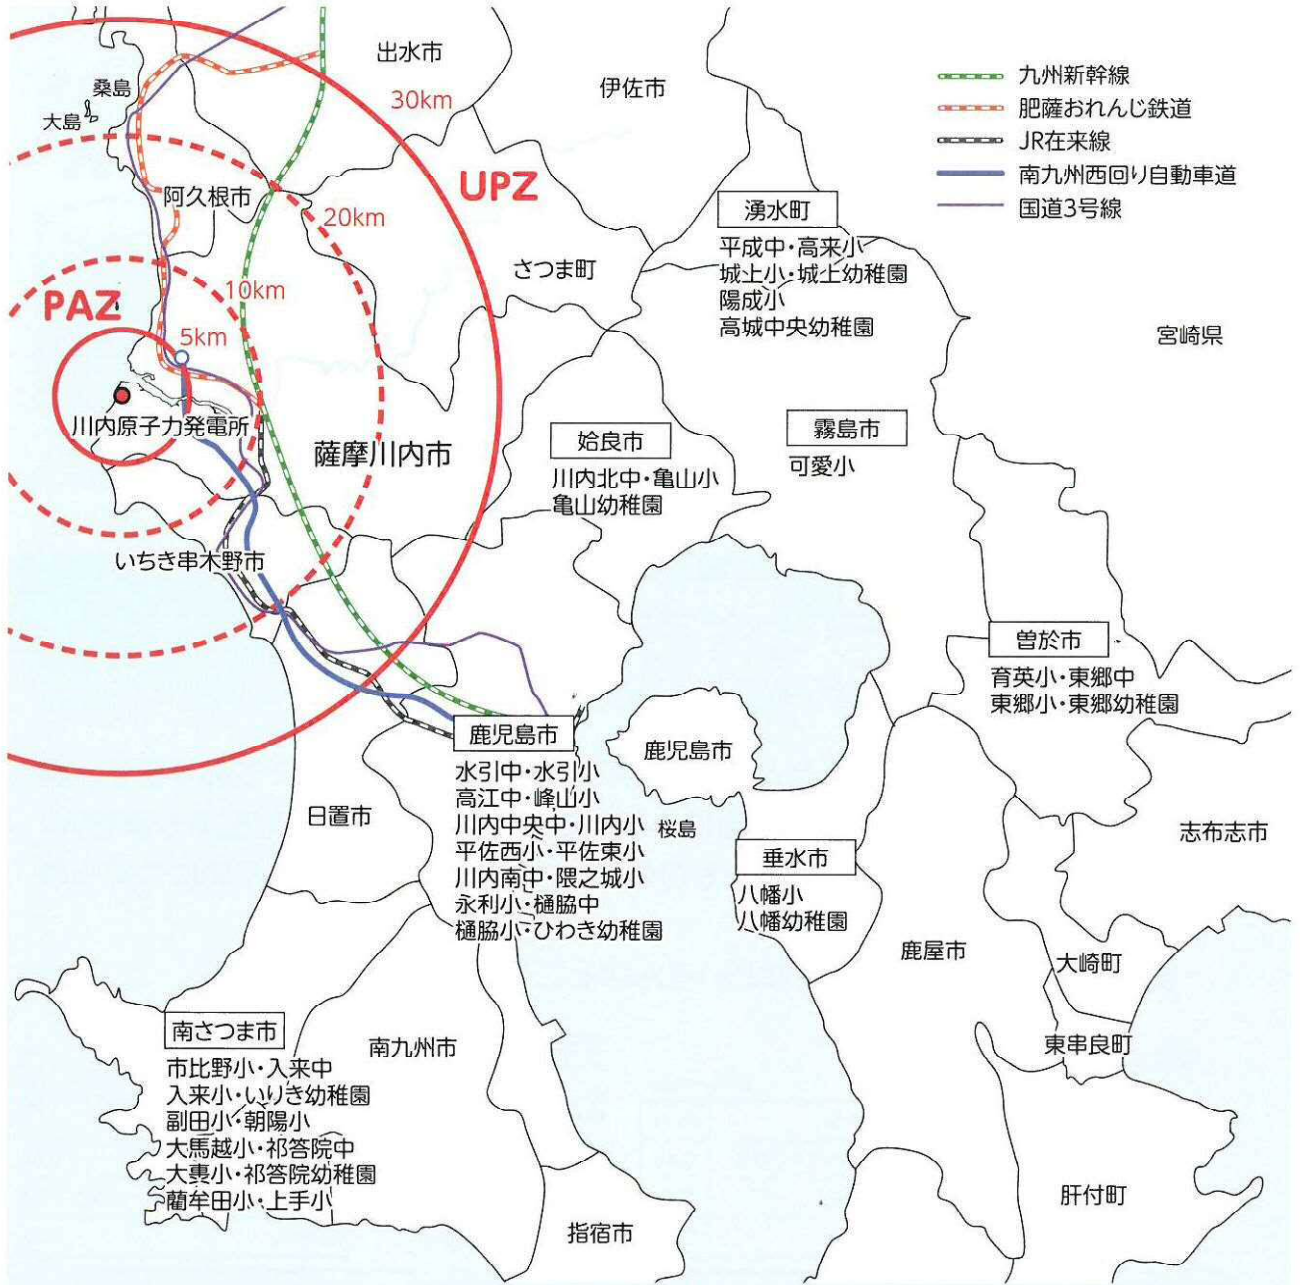 出水市
30km
伊佐市
桑島
大島
九州新幹線
肥薩おれんじ鉄道
JR在来線
南九州西回り自動車道
国道3号線
阿久根市
UPZ
20km
湧水町
平成中・高来小
城上小・城上幼稚園
陽成小
高城中央幼稚園
さつま町
10km
PAZ
5km
宮崎県
川内原子力発電所
薩摩川内市
姶良市
川内北中・亀山小
亀山幼稚園
霧島市
可愛小
いちき串木野市
曽於市
育英小・東郷中
東郷小・東郷幼稚園
鹿児島市
水引中・水引小
高江中・峰山小
川内中央中・川内小
平佐西小・平佐東小
川内南中・隈之城小
永利小・樋脇中
樋脇小・ひわき幼稚園
鹿児島市
桜島
日置市
垂水市
八幡小
八幡幼稚園
志布志市
鹿屋市
大崎町
東串良町
南さつま市
市比野小・入来中
入来小・いりき幼稚園
副田小・朝陽小
大馬越小・祁答院中
小・祁答院幼稚園
藺牟田小・上手小
南九州市
指宿市
肝付町